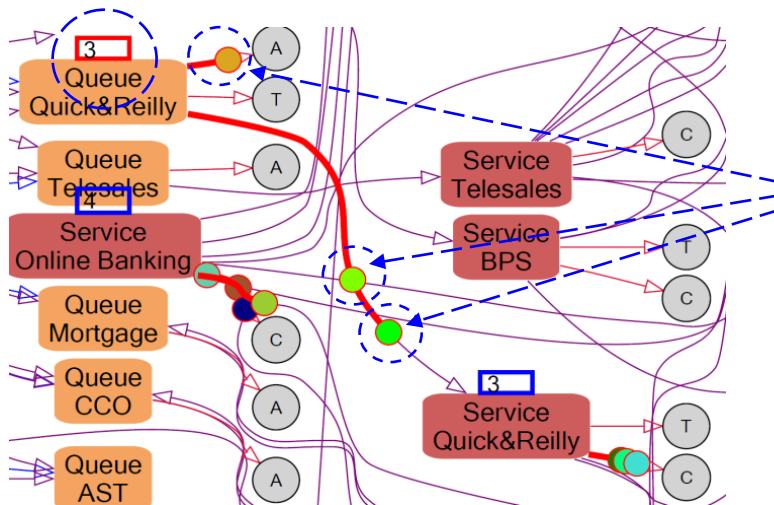 3
Queue
Quick&Reilly
A
T
Queue
Telesales
A
4
Service
Online Banking
Queue
Mortgage
C
Queue
CCO
A
Queue
AST
A
Service
Telesales
C
Service
BPS
T
C
3
Service
Quick&Reilly
T
C